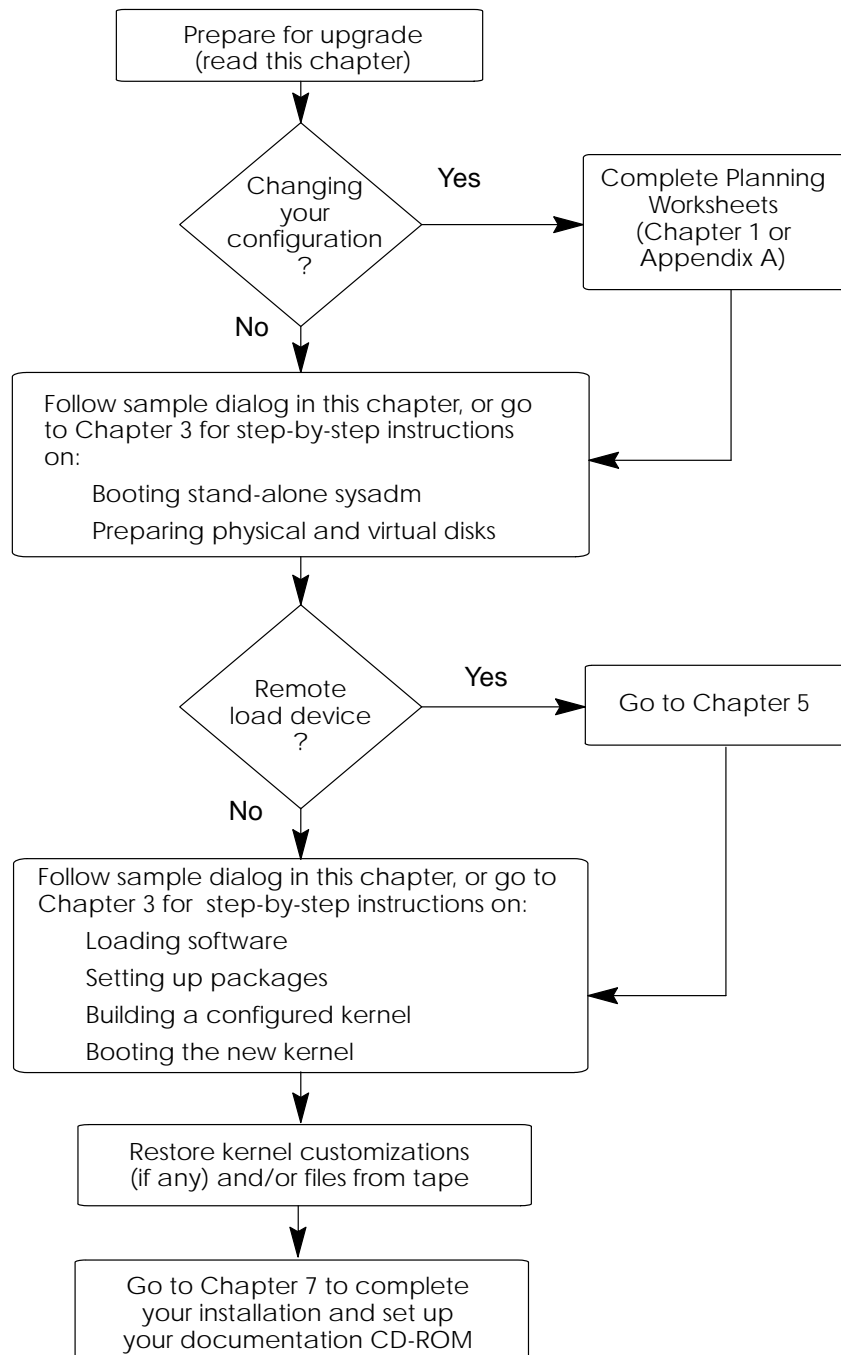 Prepare for upgrade
(read this chapter)
Changing
your
configuration
?
Yes
Complete Planning
Worksheets
(Chapter 1 or
Appendix A)
No
Follow sample dialog in this chapter, or go
to Chapter 3 for step-by-step instructions
on:
Booting stand-alone sysadm
Preparing physical and virtual disks
Remote
load device
?
Yes
Go to Chapter 5
No
Follow sample dialog in this chapter, or go to
Chapter 3 for step-by-step instructions on:
Loading software
Setting up packages
Building a configured kernel
Booting the new kernel
Restore kernel customizations
(if any) and/or files from tape
Go to Chapter 7 to complete
your installation and set up
your documentation CD-ROM